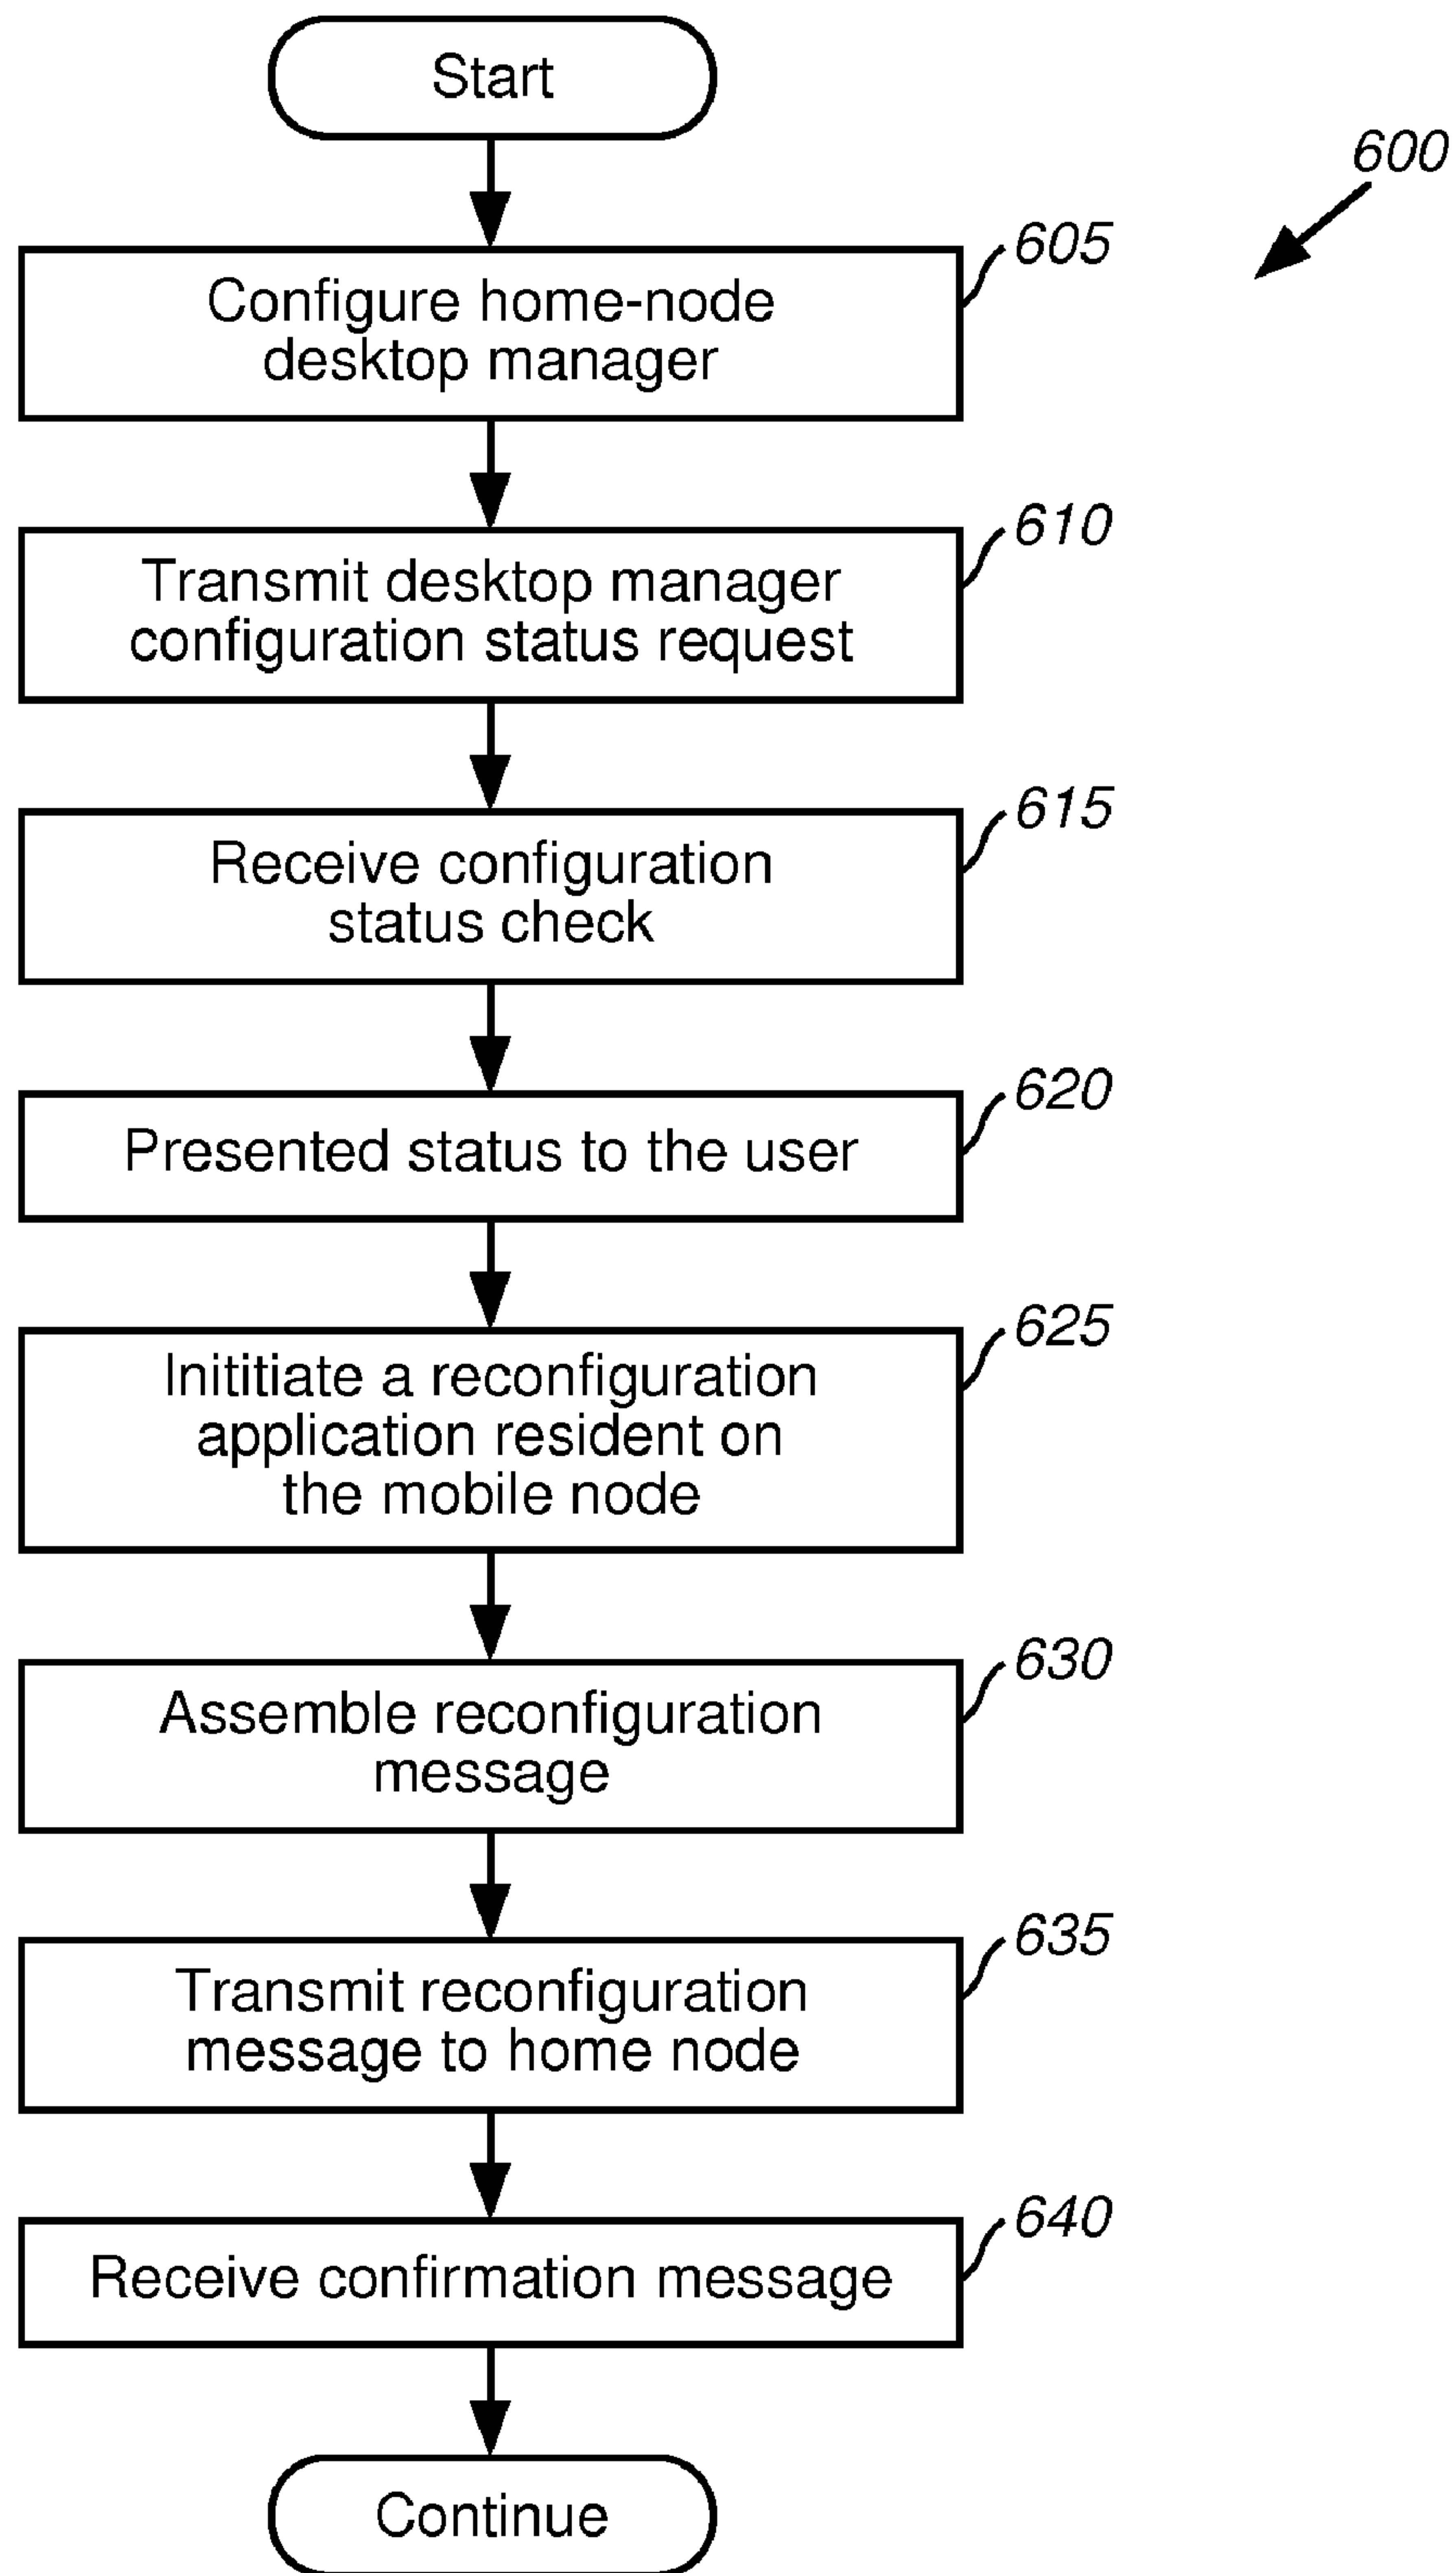 Start
600
605
Configure home-node
desktop manager
610
Transmit desktop manager
configuration status request
615
Receive configuration
status check
620
Presented status to the user
625
Inititiate a reconfiguration
application resident on
the mobile node
630
Assemble reconfiguration
message
635
Transmit reconfiguration
message to home node
640
Receive confirmation message
Continue